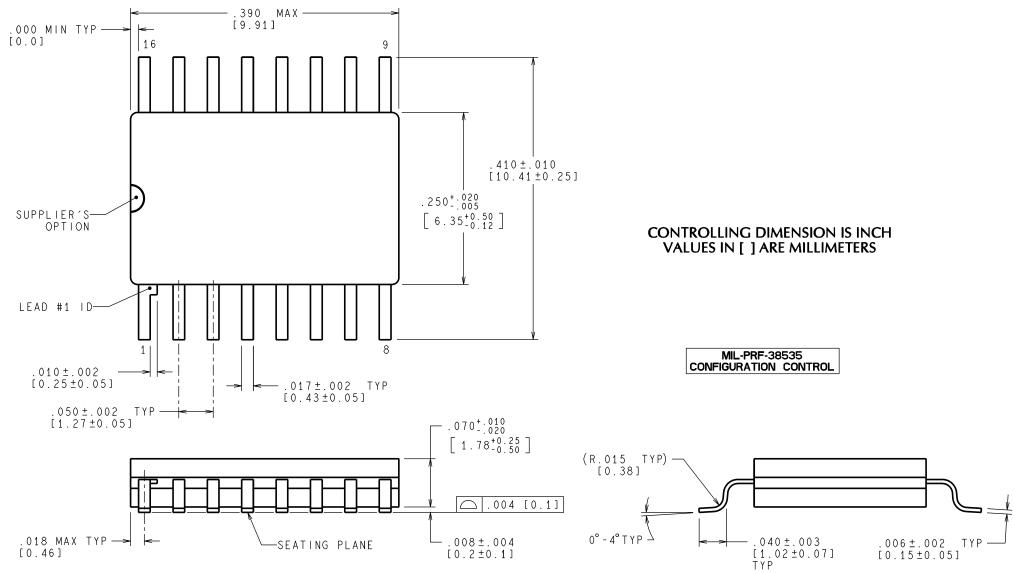 .390 MAX
[9.91]
.000 MIN TYP
[0.0]
16
9
.410±.010
[10.41±0.25]
.250+.020
-.005
[ 6.35+0.50
-0.12 ]
SUPPLIER'S
OPTION
CONTROLLING DIMENSION IS INCH
VALUES IN [ ] ARE MILLIMETERS
LEAD #1 ID
1
8
MIL-PRF-38535
CONFIGURATION CONTROL
.010±.002
[0.25±0.05]
.017±.002 TYP
[0.43±0.05]
.050±.002 TYP
[1.27±0.05]
.070+.010
-.020
[ 1.78+0.25
-0.50 ]
(R.015 TYP)
[0.38]
.004 [0.1]
.018 MAX TYP
[0.46]
SEATING PLANE
.008±.004
[0.2±0.1]
0°-4°TYP
.040±.003
[1.02±0.07]
TYP
.006±.002 TYP
[0.15±0.05]